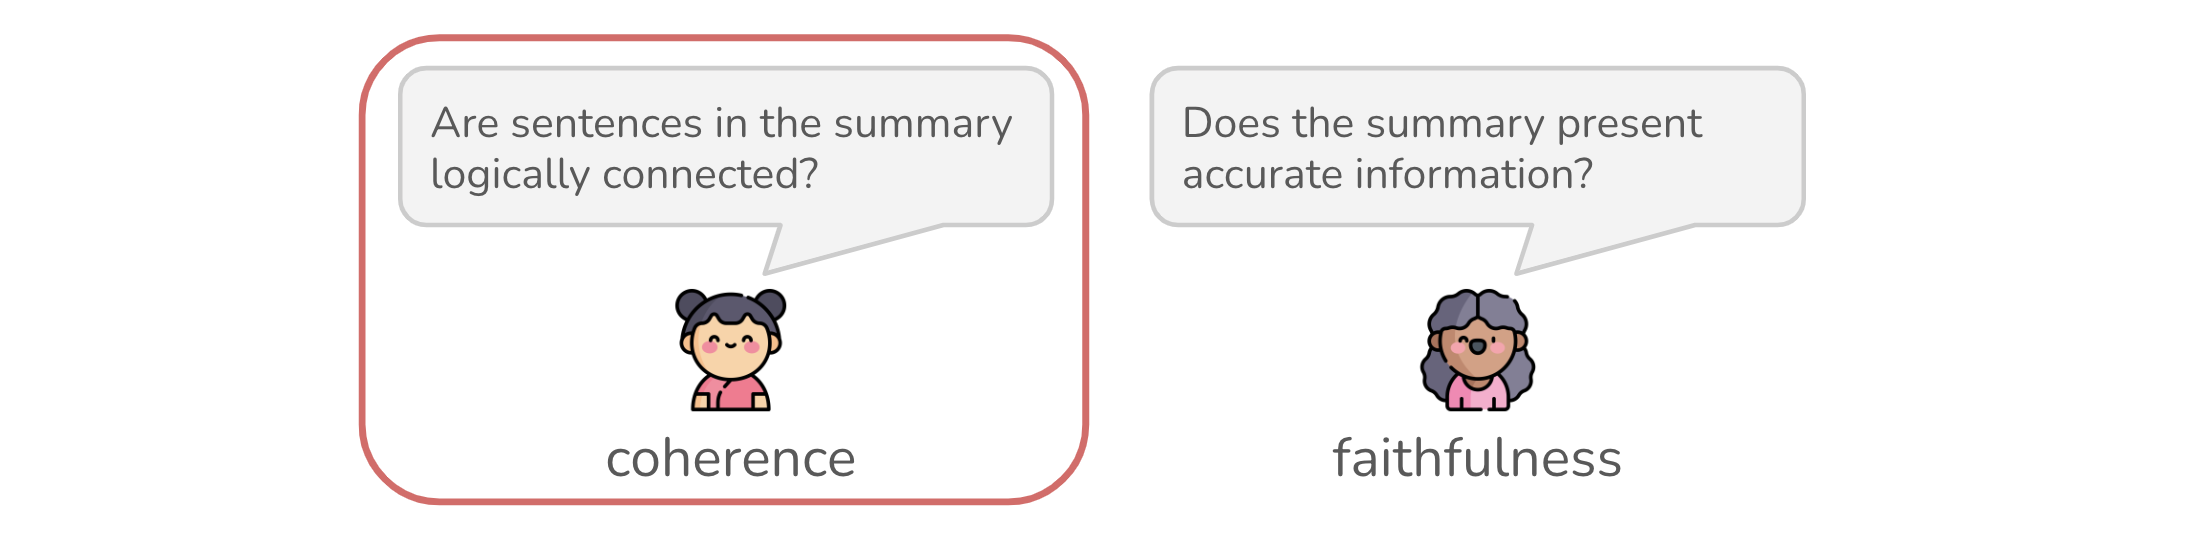 Are sentences in the summary
logically connected?
coherence
Does the summary present
accurate information?
faithfulness